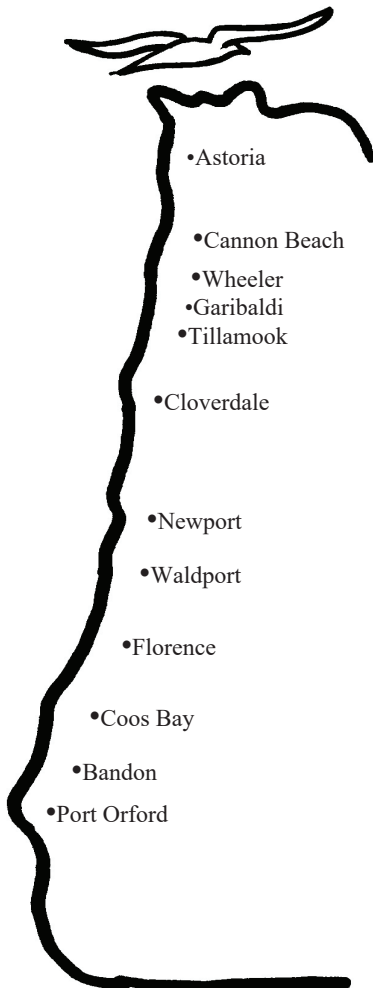 •Astoria
•Cannon Beach
•Wheeler
•Garibaldi
•Tillamook
•Cloverdale
•Newport
•Waldport
•Florence
•Coos Bay
•Bandon
•Port Orford